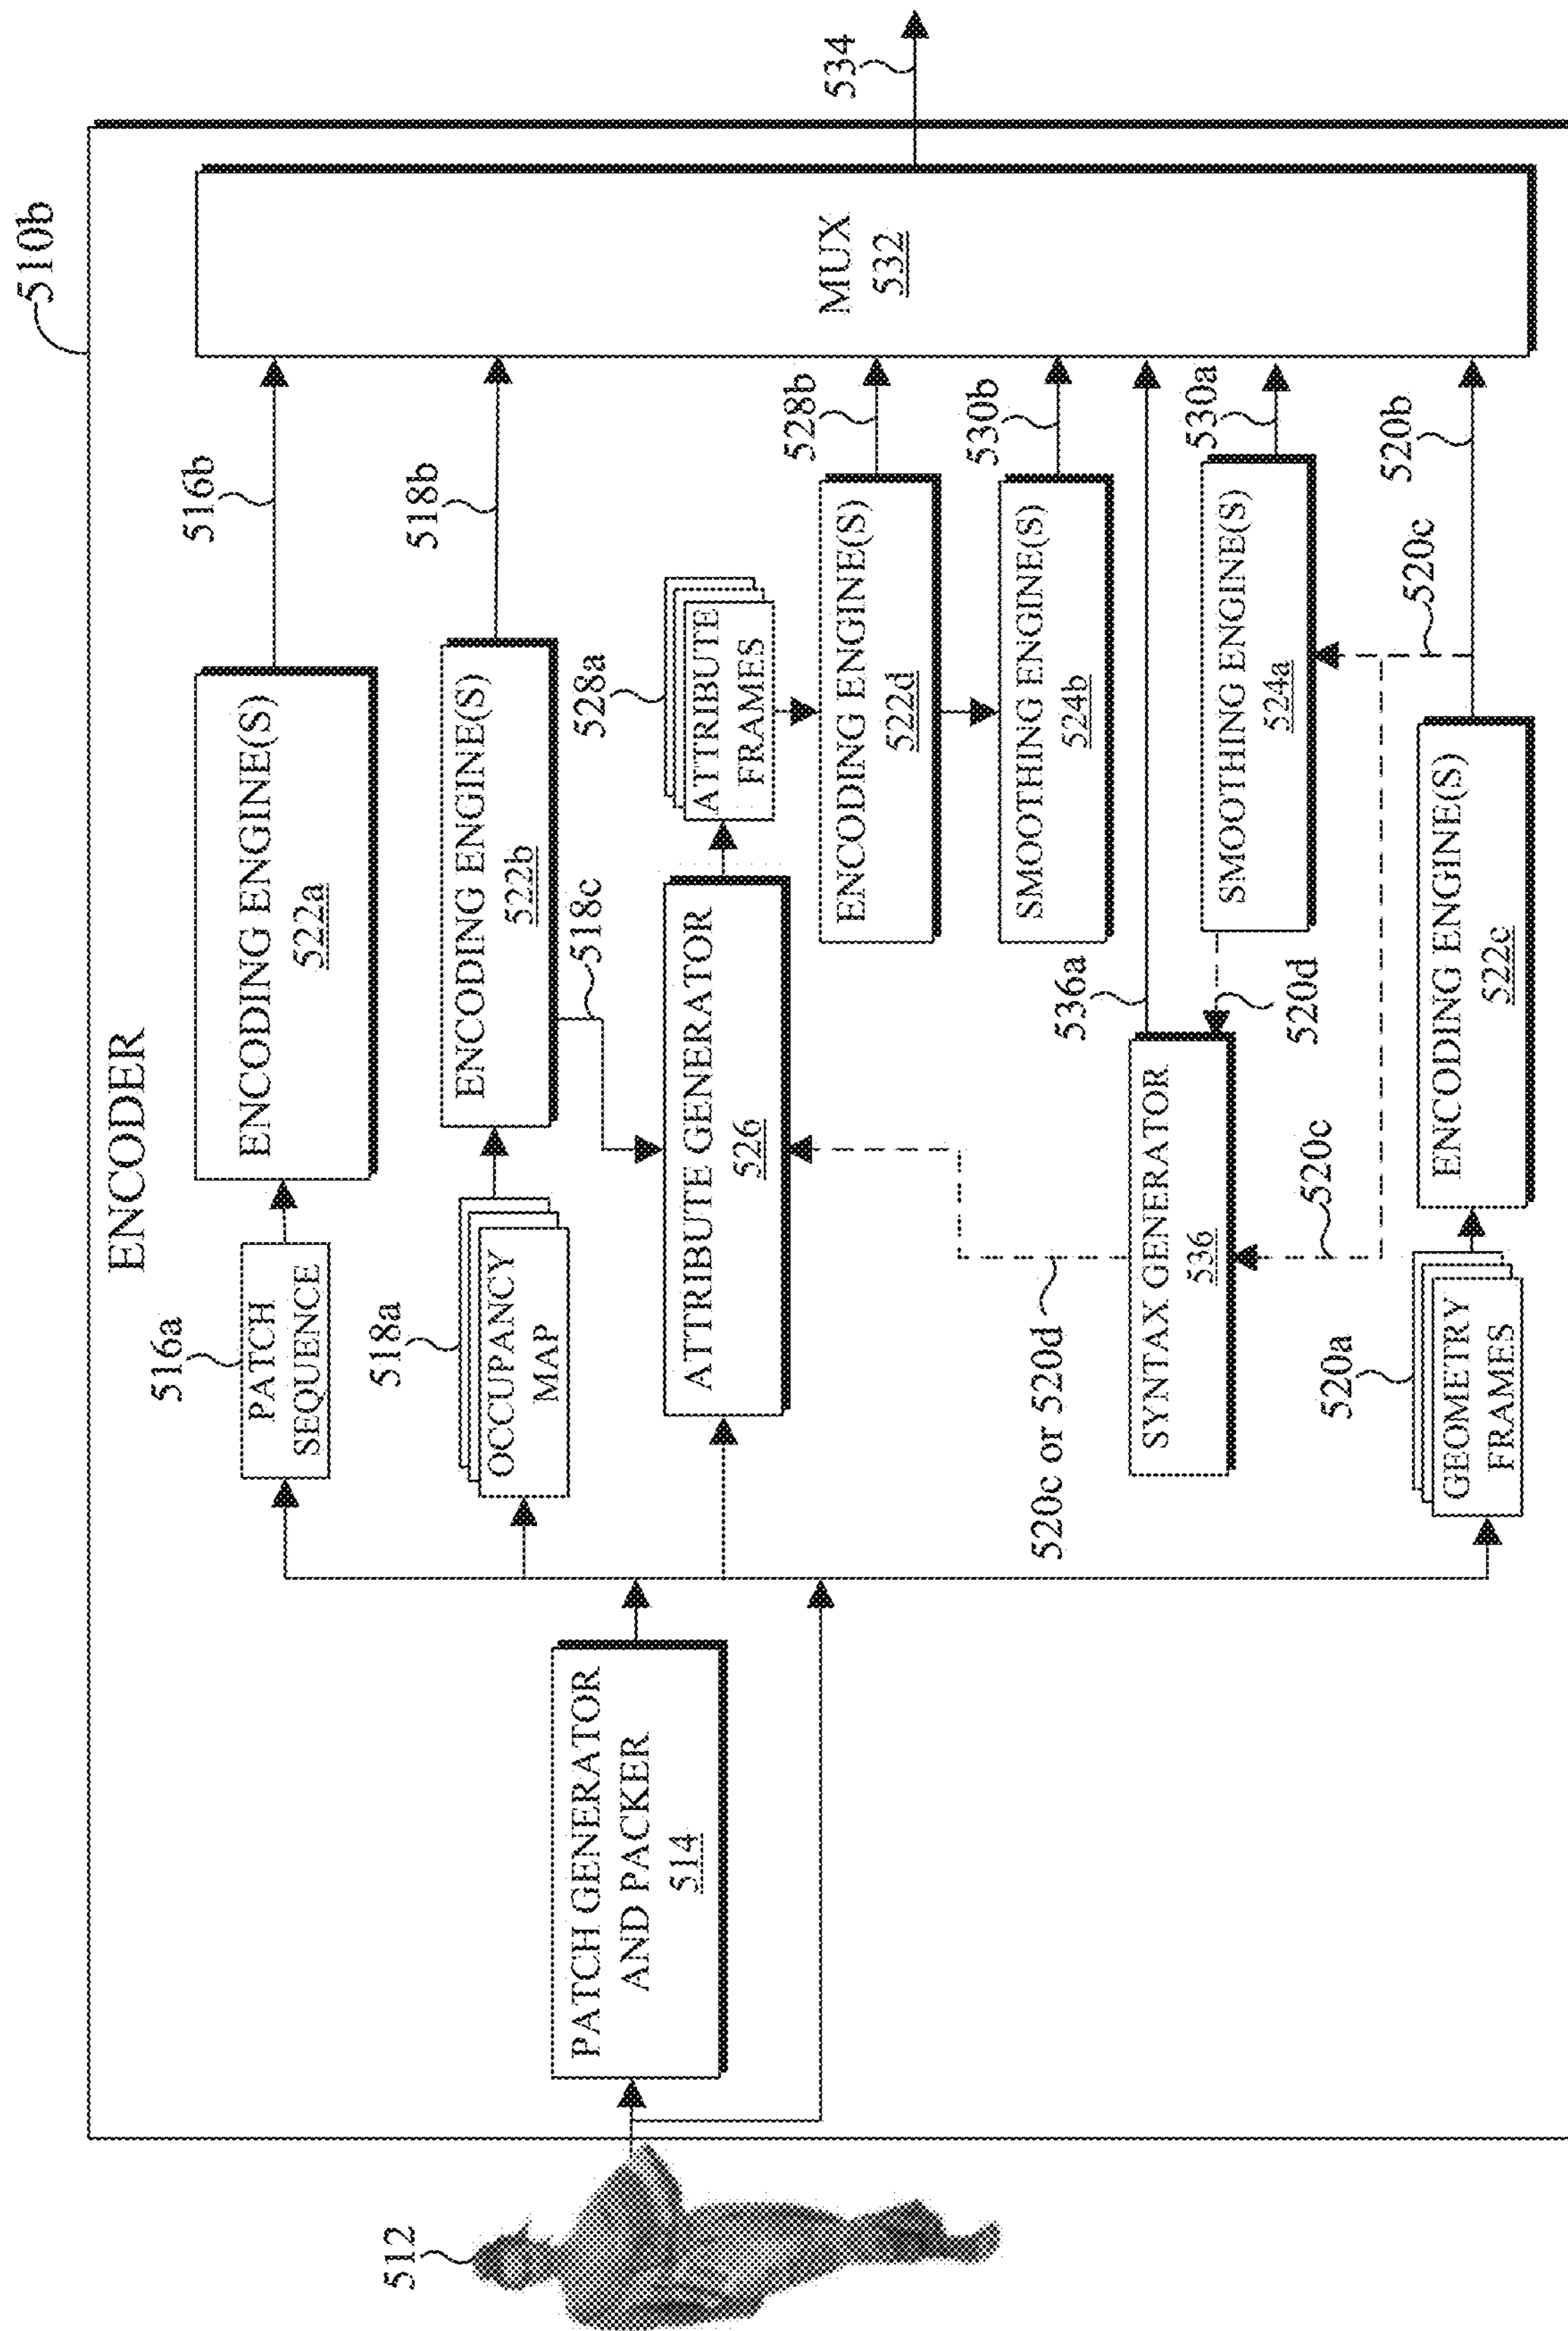 510b
ENCODER
512
PATCH GENERATOR
AND PACKER
514
516a
PATCH
SEQUENCE
ENCODING ENGINE(S)
522a
516b
518a
OCCUPANCY
MAP
ENCODING ENGINE(S)
522b
518b
518c
ATTRIBUTE GENERATOR
526
528a
ATTRIBUTE
FRAMES
ENCODING ENGINE(S)
522d
528b
SMOOTHING ENGINE(S)
524b
530b
520c or 520d
SYNTAX GENERATOR
536
536a
520d
SMOOTHING ENGINE(S)
524a
530a
520c
520c
520a
GEOMETRY
FRAMES
ENCODING ENGINE(S)
522c
520b
MUX
532
534